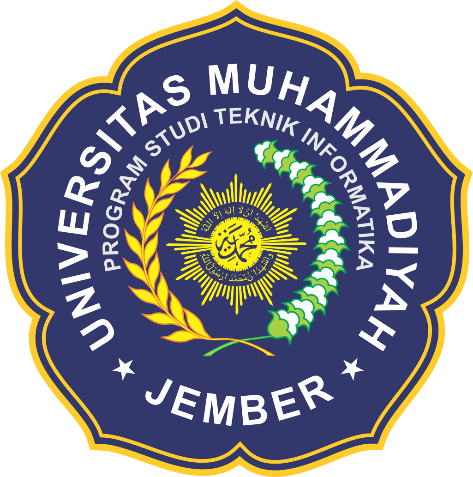 UNIVERSITAS MUHAMMADIYAH
PROGRAM STUDI TEKNIK INFORMATIKA
JEMBER